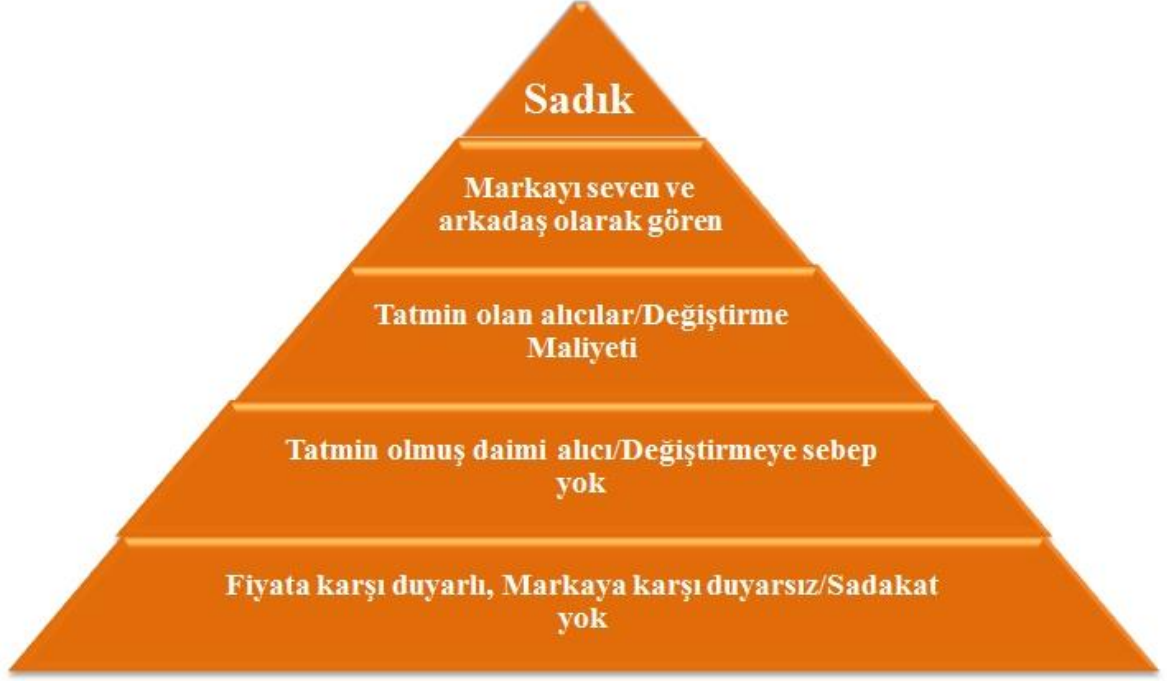 Sadık
Markayı seven ve
arkadaş olarak gören
Tatmin olan alıcılar/Değiştirme
Maliyeti
Tatmin olmuş daimi alıcı/Değiştirmeye sebep
yok
Fiyata karşı duyarlı, Markaya karşı duyarsız/Sadakat
yok